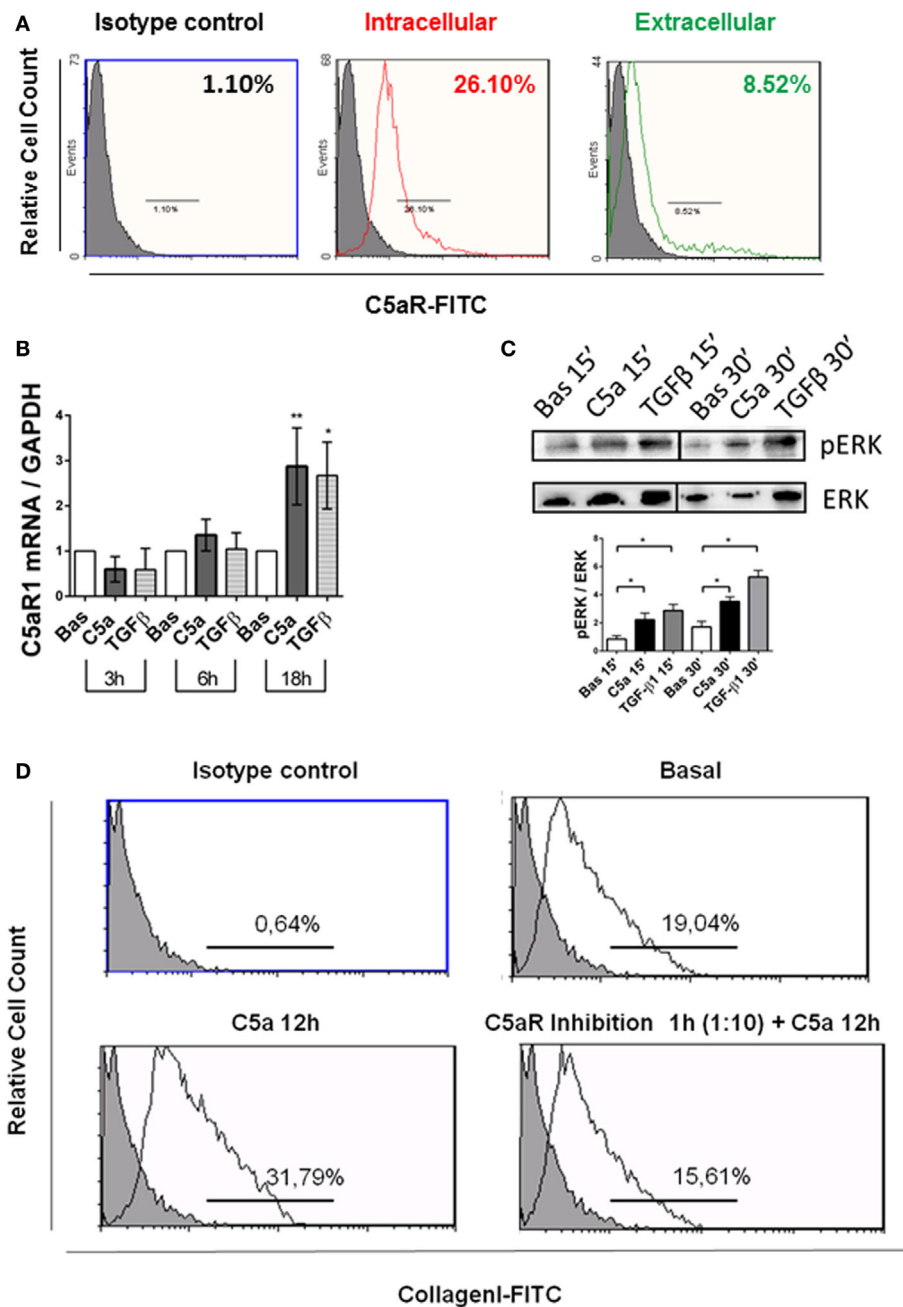 A
Isotype control
Intracellular
Extracellular
Relative Cell Count
73
Events
0
1.10%
1.10%
68
Events
0
26.10%
26.10%
44
Events
0
8.52%
8.52%
C5aR-FITC
B
C5aR1 mRNA / GAPDH
4
3
2
1
0
**
*
Bas
C5a
TGFβ
Bas
C5a
TGFβ
Bas
C5a
TGFβ
3h
6h
18h
C
Bas 15'
C5a 15'
TGFβ 15'
Bas 30'
C5a 30'
TGFβ 30'
pERK
ERK
pERK / ERK
8
6
4
2
0
*
*
*
*
Bas 15'
C5a 15'
TGF-β1 15'
Bas 30'
C5a 30'
TGF-β1 30'
D
Isotype control
Basal
Relative Cell Count
0,64%
19,04%
C5a 12h
C5aR Inhibition 1h (1:10) + C5a 12h
31,79%
15,61%
CollagenI-FITC